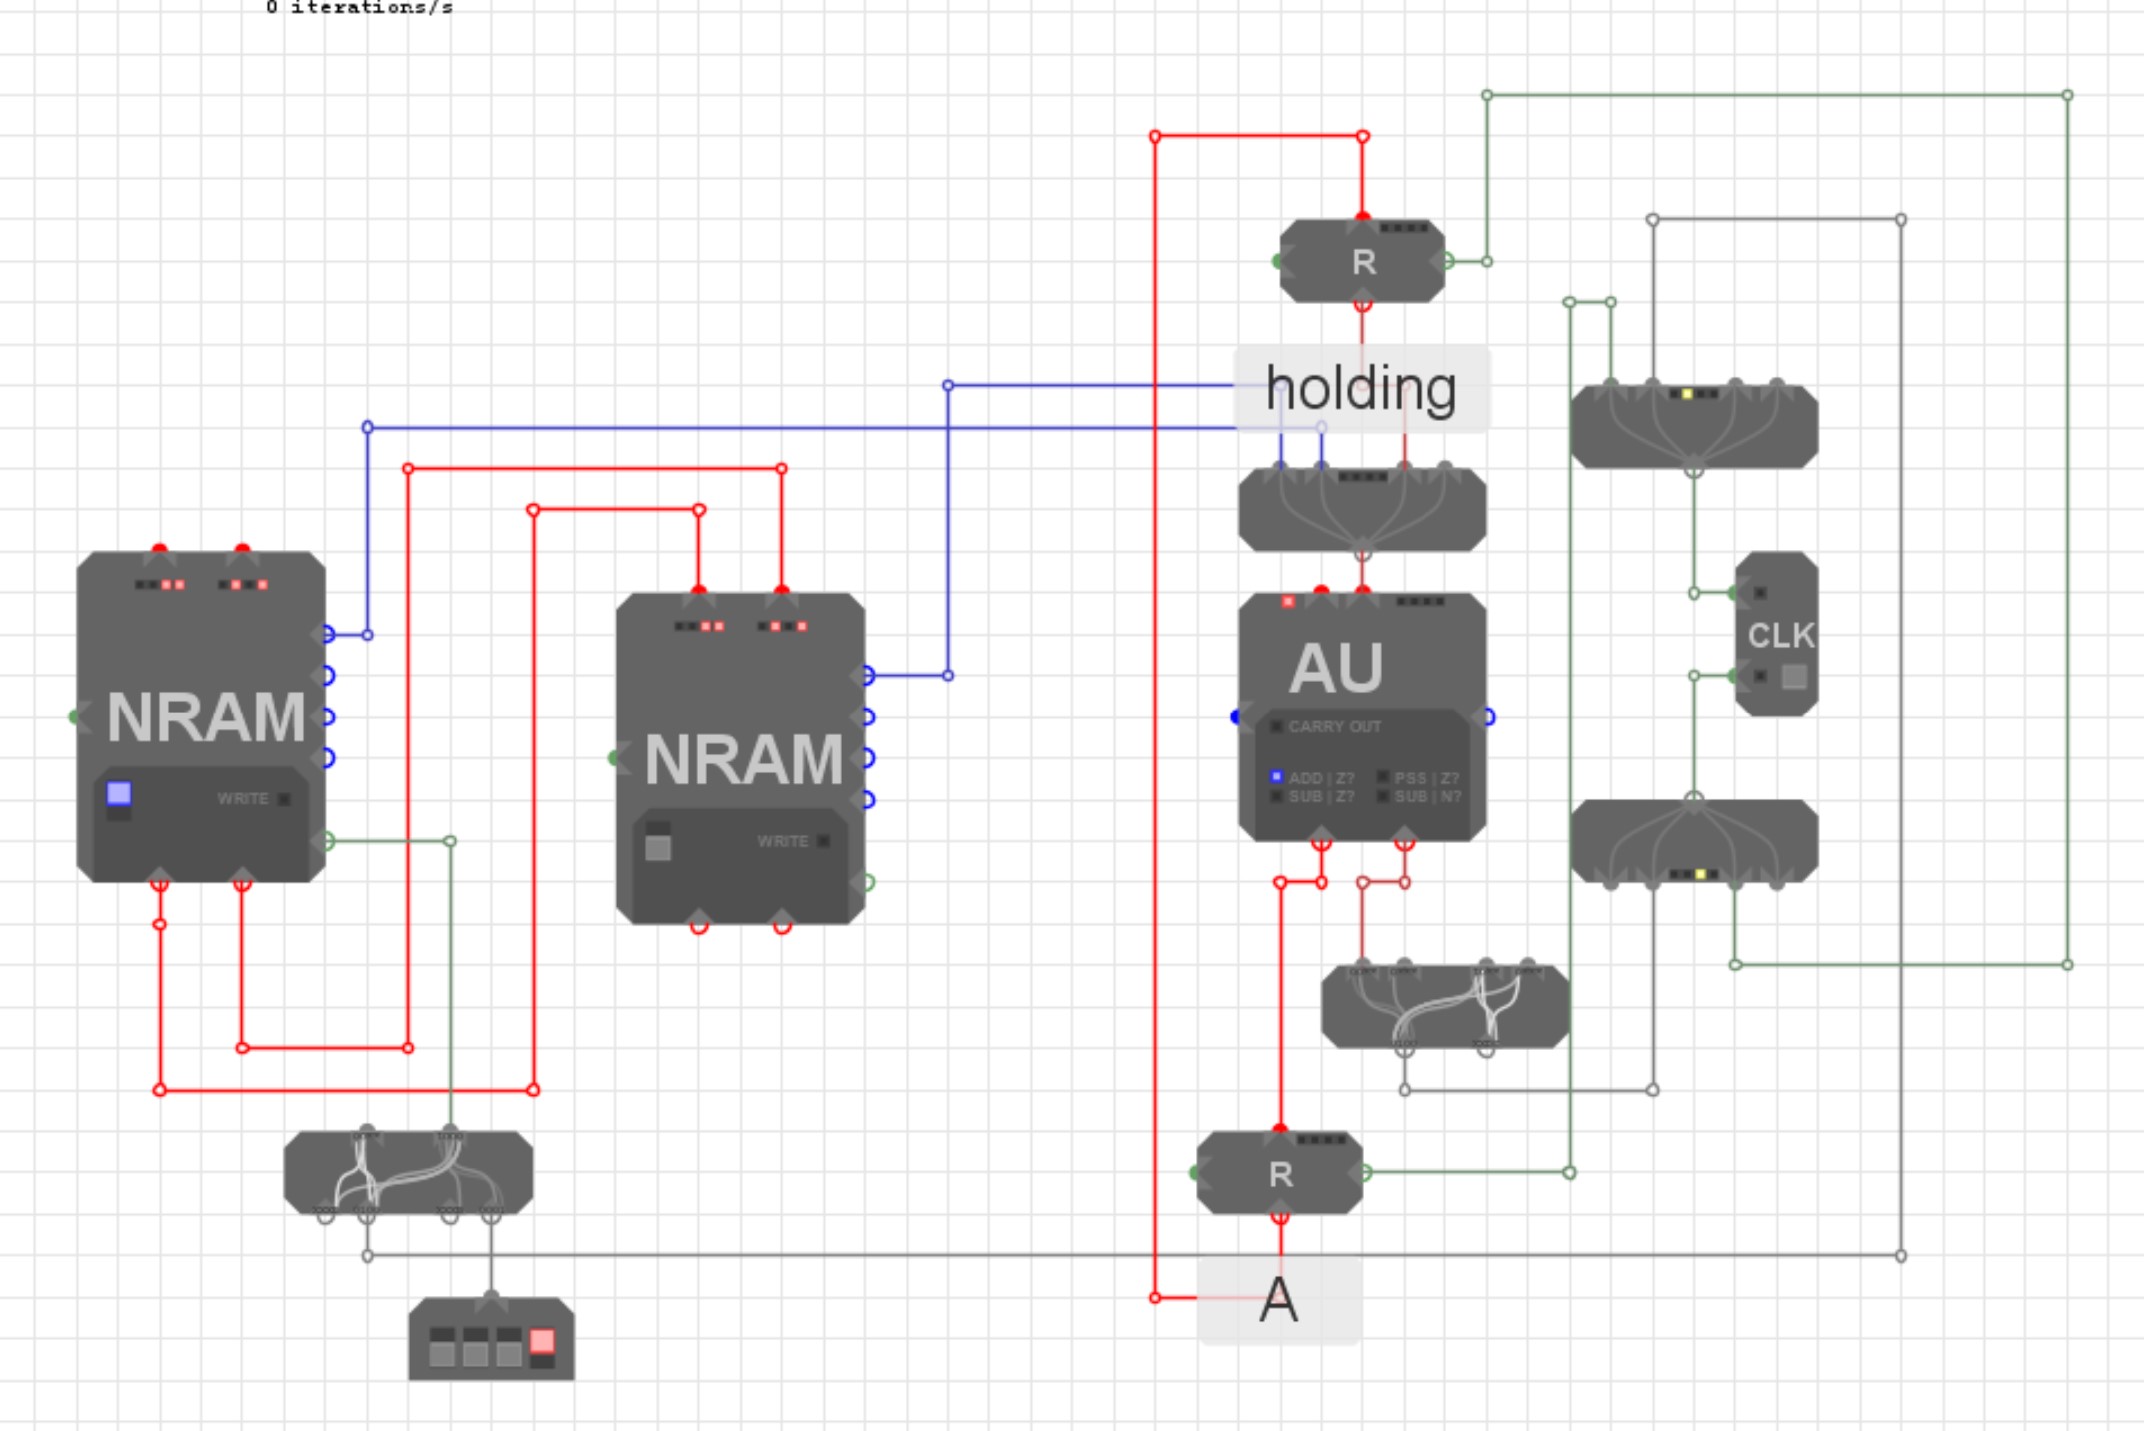 0 iterations/s
R
holding
NRAM
WRITE
NRAM
WRITE
AU
CARRY OUT
ADD | Z? PSS | Z?
SUB | Z? SUB | N?
CLK
R
A